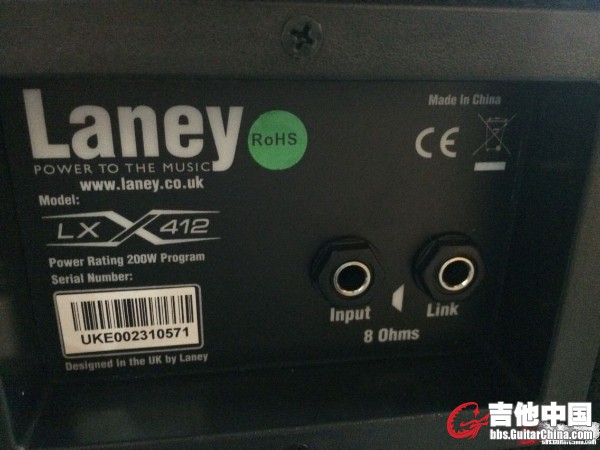 Laney
RoHS
POWER TO THE MUSIC
www.laney.co.uk
Model:
LX X 412
Power Rating 200W Program
Serial Number:
UKE002310571
Designed in the UK by Laney
Made In China
CE
Input
Link
8 Ohms
吉他中国
bbs.GuitarChina.com